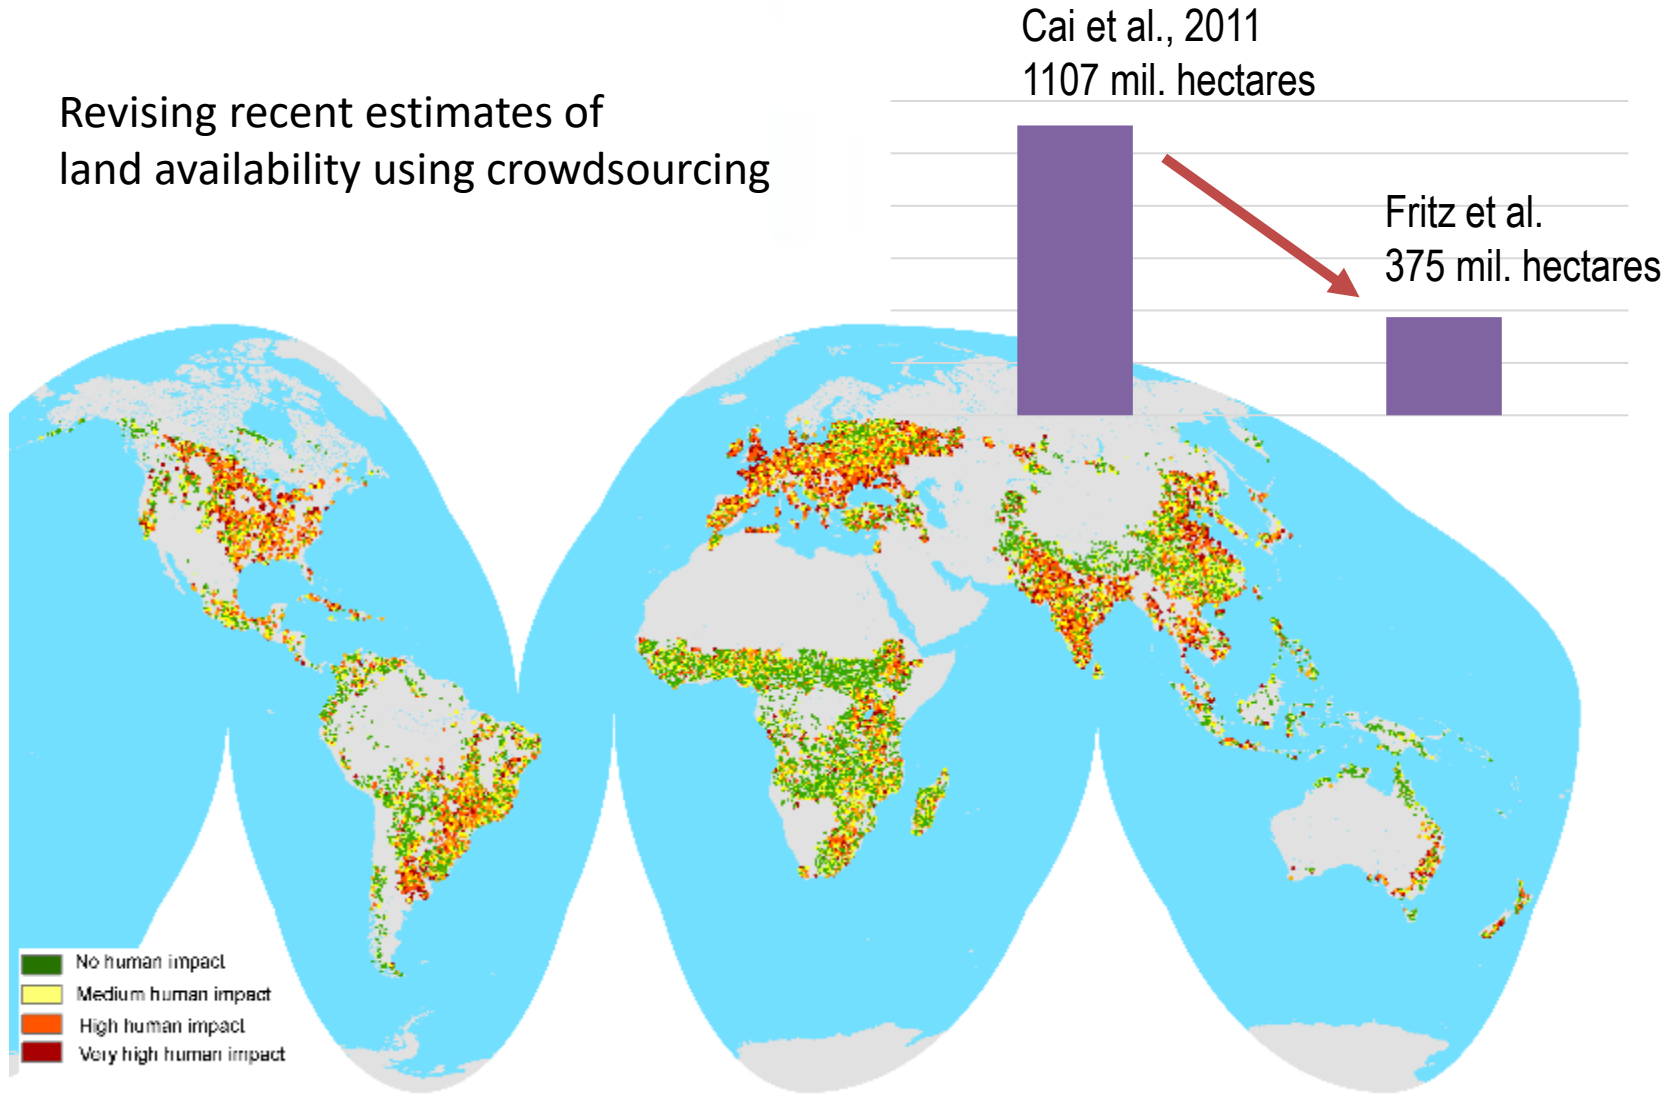 Cai et al., 2011
1107 mil. hectares
Revising recent estimates of
land availability using crowdsourcing
Fritz et al.
375 mil. hectares
No human impact
Medium human impact
High human impact
Very high human impact